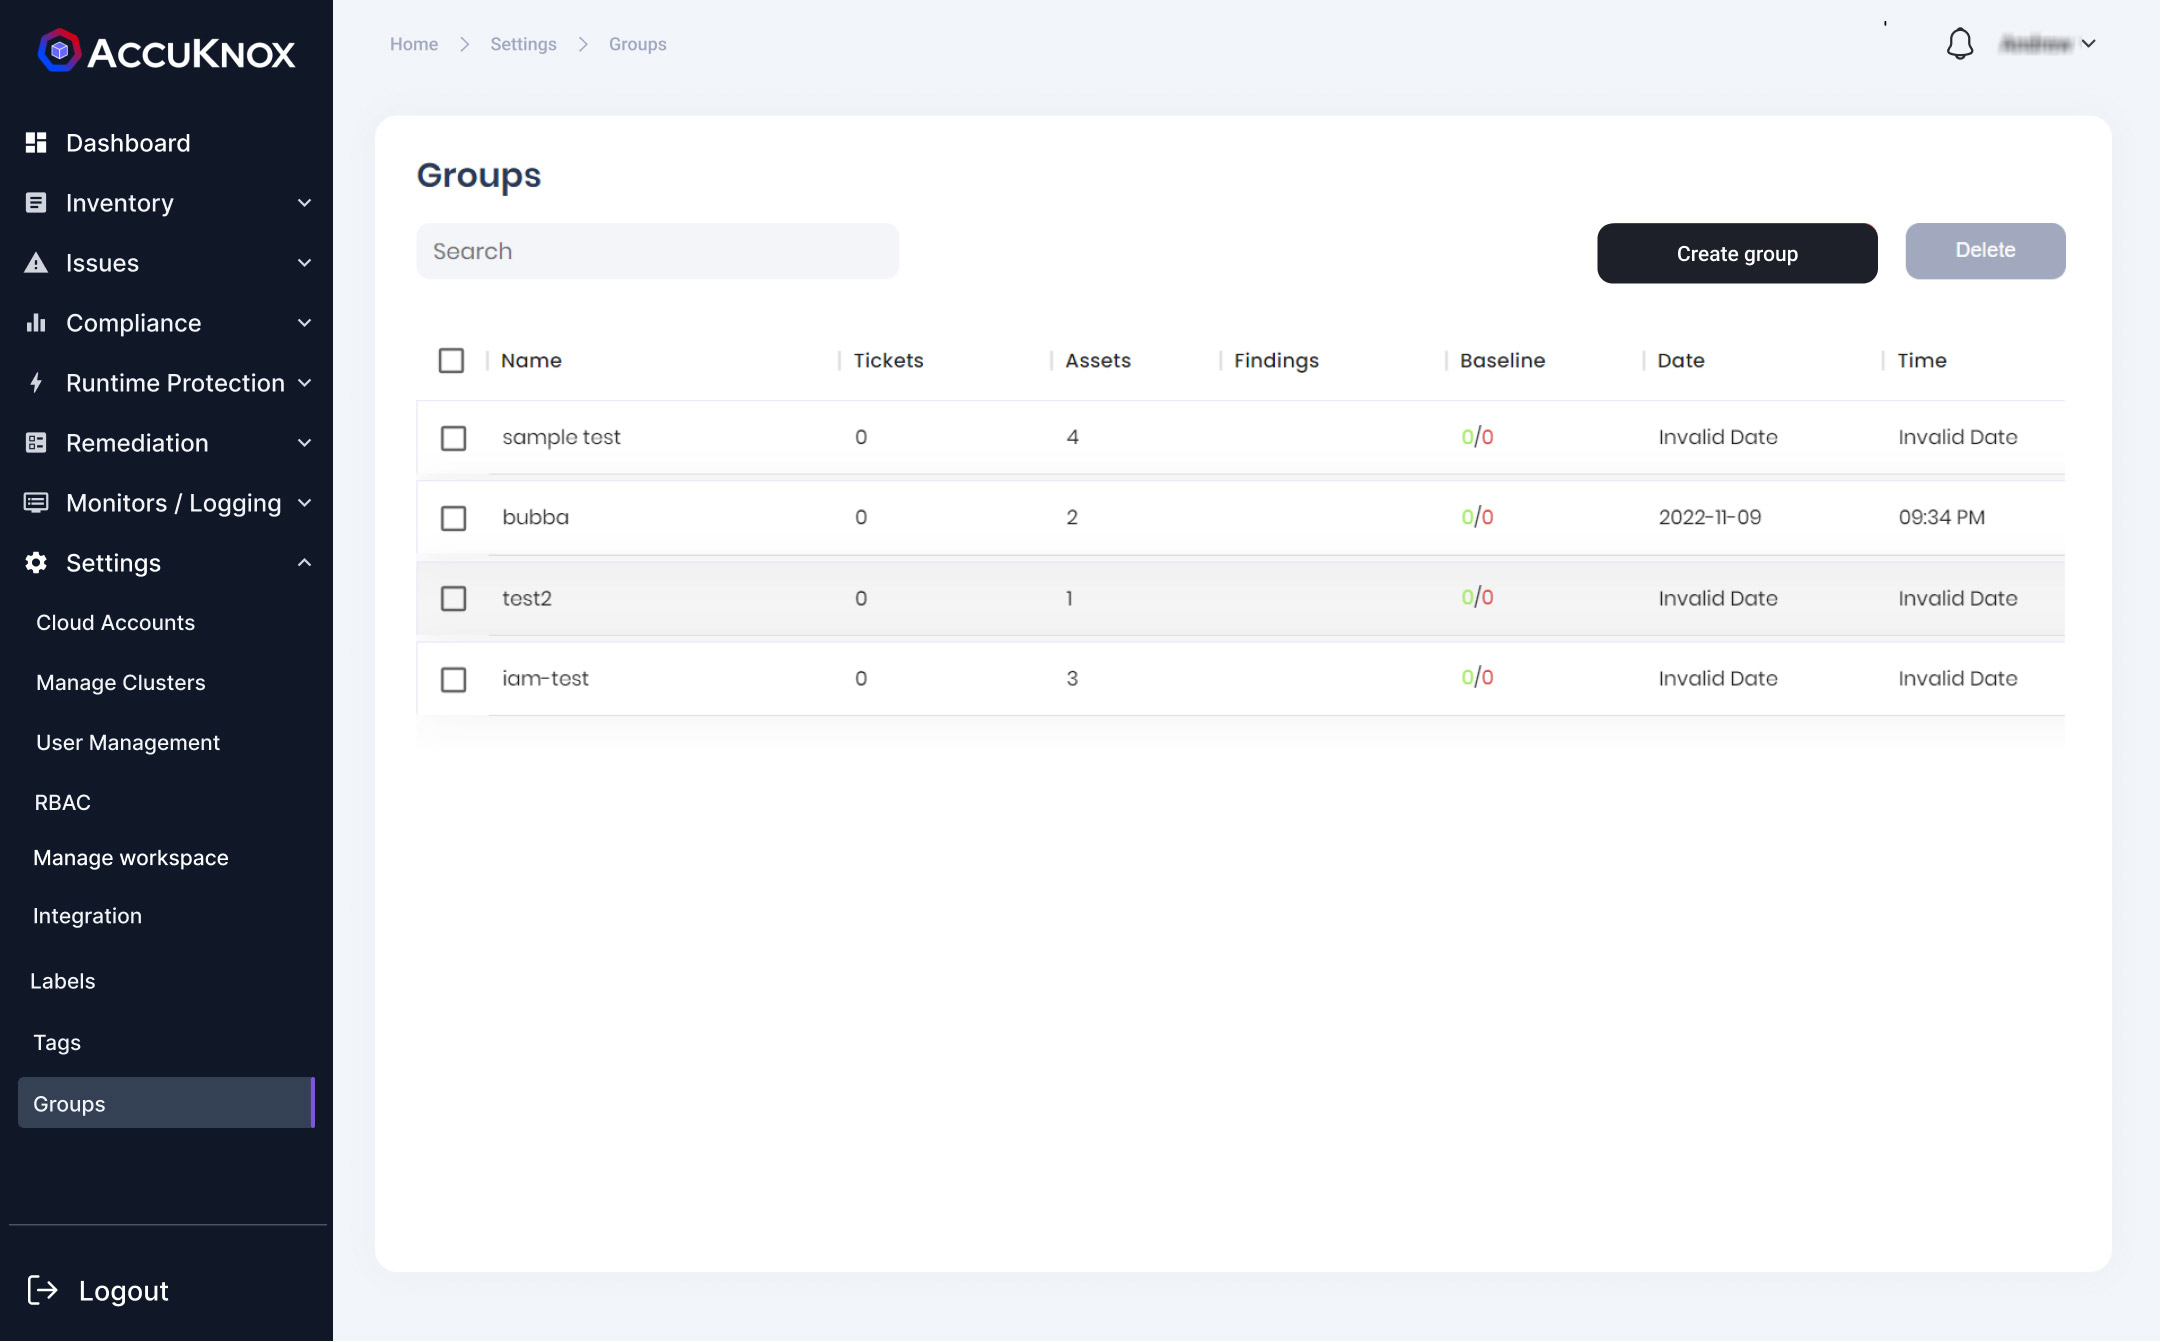 ACCUKNOX
Dashboard
Inventory
Issues
Compliance
Runtime Protection
Remediation
Monitors / Logging
Settings
Cloud Accounts
Manage Clusters
User Management
RBAC
Manage workspace
Integration
Labels
Tags
Groups
Logout
Home > Settings > Groups
Groups
Search
Create group
Delete
Name Tickets Assets Findings Baseline Date Time
sample test 0 4 0/0 Invalid Date Invalid Date
bubba 0 2 0/0 2022-11-09 09:34 PM
test2 0 1 0/0 Invalid Date Invalid Date
iam-test 0 3 0/0 Invalid Date Invalid Date